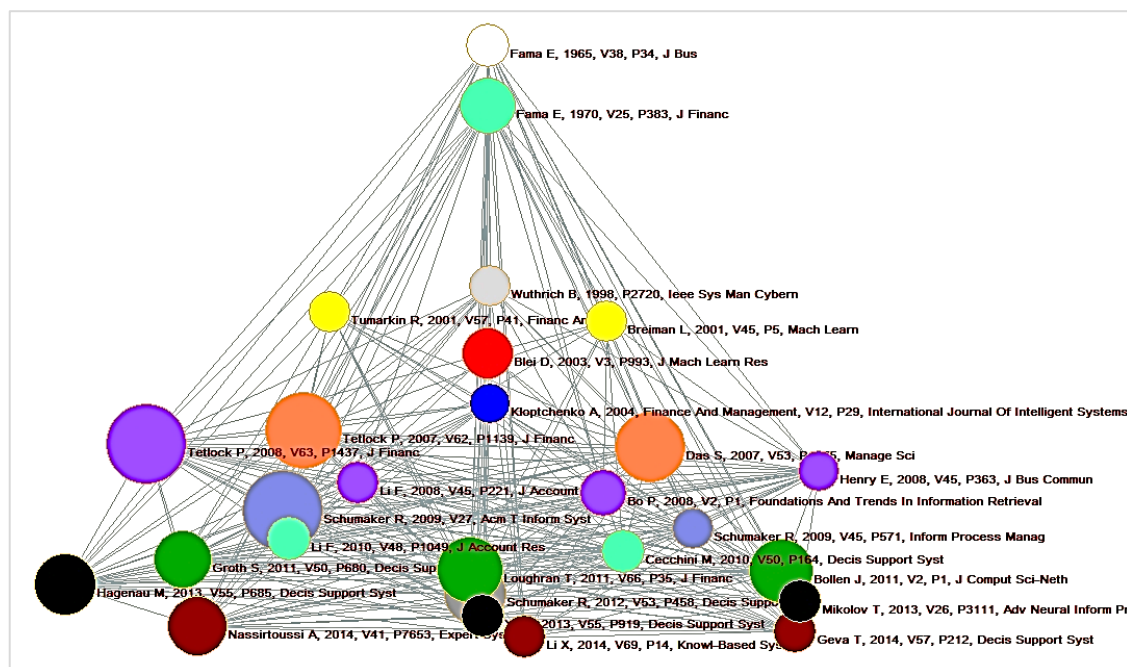 Fama E, 1965, V38, P34, J Bus
Fama E, 1970, V25, P383, J Financ
Wuthrich B, 1998, P2720, Ieee Sys Man Cybern
Tumarkin R, 2001, V57, P41, Financ An
Breiman L, 2001, V45, P5, Mach Learn
Blei D, 2003, V3, P993, J Mach Learn Res
Kloptchenko A, 2004, Finance And Management, V12, P29, International Journal Of Intelligent Systems
Tetlock P, 2007, V62, P1139, J Financ
Tetlock P, 2008, V63, P1437, J Financ
Das S, 2007, V53, Manage Sci
Henry E, 2008, V45, P363, J Bus Commun
Li F, 2008, V45, P221, J Account
Bo P, 2008, V2, P1, Foundations And Trends In Information Retrieval
Schumaker R, 2009, V27, Acm T Inform Syst
Schumaker R, 2009, V45, P571, Inform Process Manag
Li F, 2010, V48, P1049, J Account Res
Cecchini M, 2010, V50, P164, Decis Support Syst
Groth S, 2011, V50, P680, Decis Sup
Loughran T, 2011, V66, P35, J Financ
Bollen J, 2011, V2, P1, J Comput Sci-Neth
Hagenau M, 2013, V55, P685, Decis Support Syst
Schumaker R, 2012, V53, P458, Decis Suppo
Mikolov T, 2013, V26, P3111, Adv Neural Inform Pr
2013, V55, P919, Decis Support Syst
Nassirtoussi A, 2014, V41, P7653, Expert Sy
Li X, 2014, V69, P14, Knowl-Based Sy
Geva T, 2014, V57, P212, Decis Support Syst